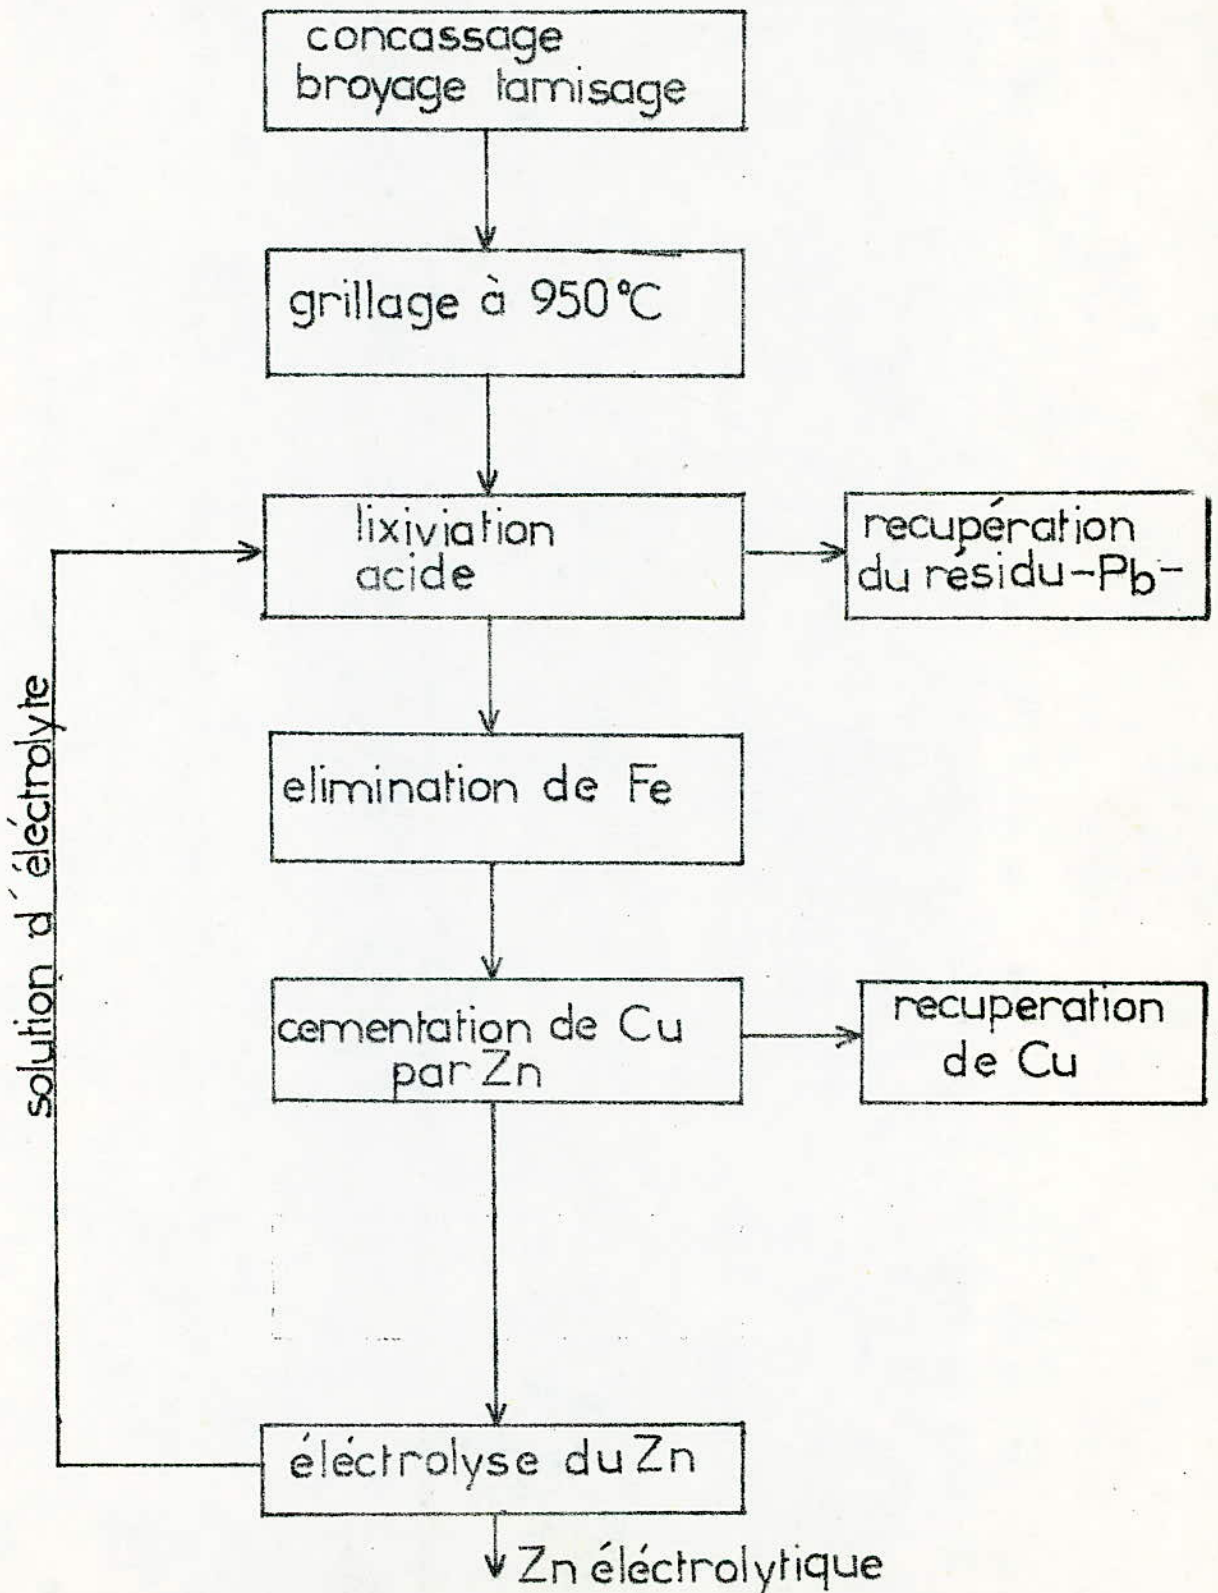 concassage
broyage tamisage
grillage à 950°C
lixiviation
acide
recupération
du résidu-Pb-
elimination de Fe
cementation de Cu
par Zn
recuperation
de Cu
solution d'éléctrolyte
éléctrolyse du Zn
Zn éléctrolytique